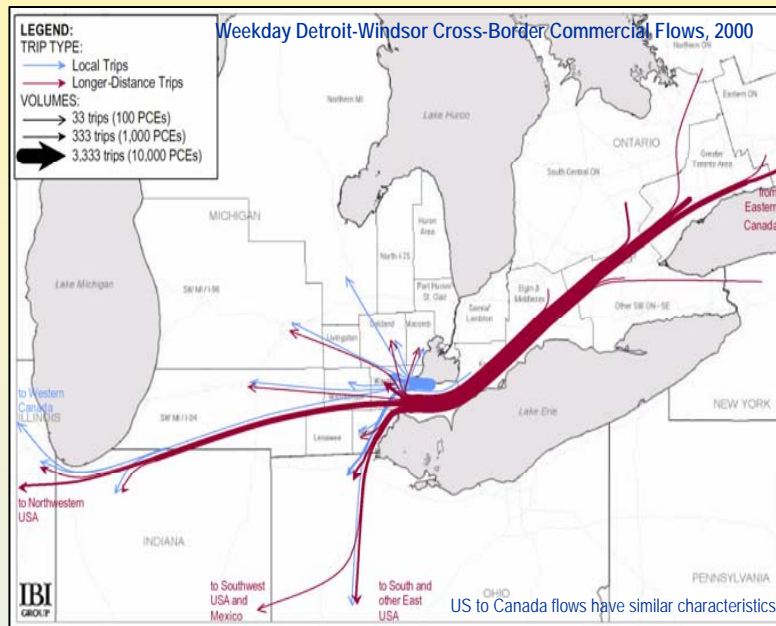 Weekday Detroit-Windsor Cross-Border Commercial Flows, 2000
LEGEND:
TRIP TYPE:
Local Trips
Longer-Distance Trips
VOLUMES:
33 trips (100 PCEs)
333 trips (1,000 PCEs)
3,333 trips (10,000 PCEs)
Northern ON
Northern MI
Lake Huron
Eastern ON
ONTARIO
Greater
Toronto Area
South Central ON
from
Eastern
Canada
MICHIGAN
Huron
Area
Lake Michigan
North I-75
SW MI / I-96
Port Huron/
St. Clair
Sarnia/
Lambton
Elgin &
Middlesex
Other SW ON - SE
Livingston
Oakland
Macomb
to Western
Canada
ILLINOIS
SW MI / I-94
Lenawee
Lake Erie
NEW YORK
to Northwestern
USA
INDIANA
to Southwest
USA and
Mexico
to South and
other East
USA
OHIO
PENNSYLVANIA
IBI
GROUP
US to Canada flows have similar characteristics